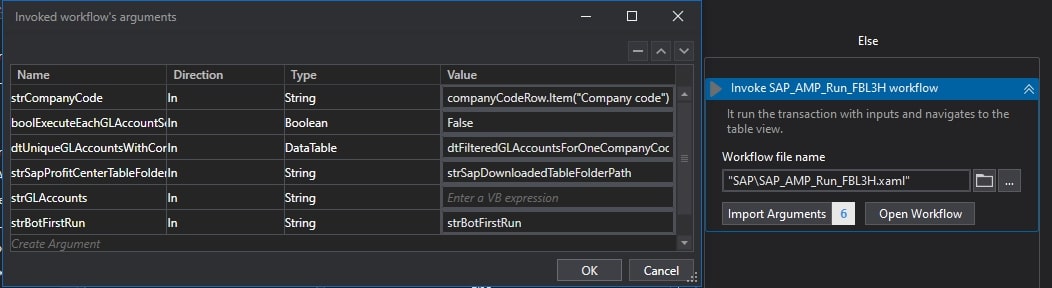 Invoked workflow's arguments
Name Direction Type Value
strCompanyCode In String companyCodeRow.Item("Company code")
boolExecuteEachGLAccountS In Boolean False
dtUniqueGLAccountsWithCor In DataTable dtFilteredGLAccountsForOneCompanyCoc
strSapProfitCenterTableFolder In String strSapDownloadedTableFolderPath
strGLAccounts In String Enter a VB expression
strBotFirstRun In String strBotFirstRun
Create Argument
OK Cancel
Else
Invoke SAP_AMP_Run_FBL3H workflow
It run the transaction with inputs and navigates to the
table view.
Workflow file name
"SAP\SAP_AMP_Run_FBL3H.xaml" ...
Import Arguments 6 Open Workflow